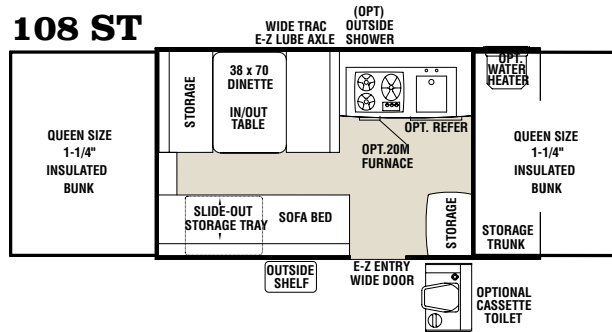 108 ST
WIDE TRAC
E-Z LUBE AXLE
(OPT)
OUTSIDE
SHOWER
QUEEN SIZE
1-1/4"
INSULATED
BUNK
STORAGE
38 x 70
DINETTE
IN/OUT
TABLE
OPT. REFER
OPT.20M
FURNACE
OPT.
WATER
HEATER
QUEEN SIZE
1-1/4"
INSULATED
BUNK
SLIDE-OUT
STORAGE TRAY
SOFA BED
STORAGE
STORAGE
TRUNK
OUTSIDE
SHELF
E-Z ENTRY
WIDE DOOR
OPTIONAL
CASSETTE
TOILET